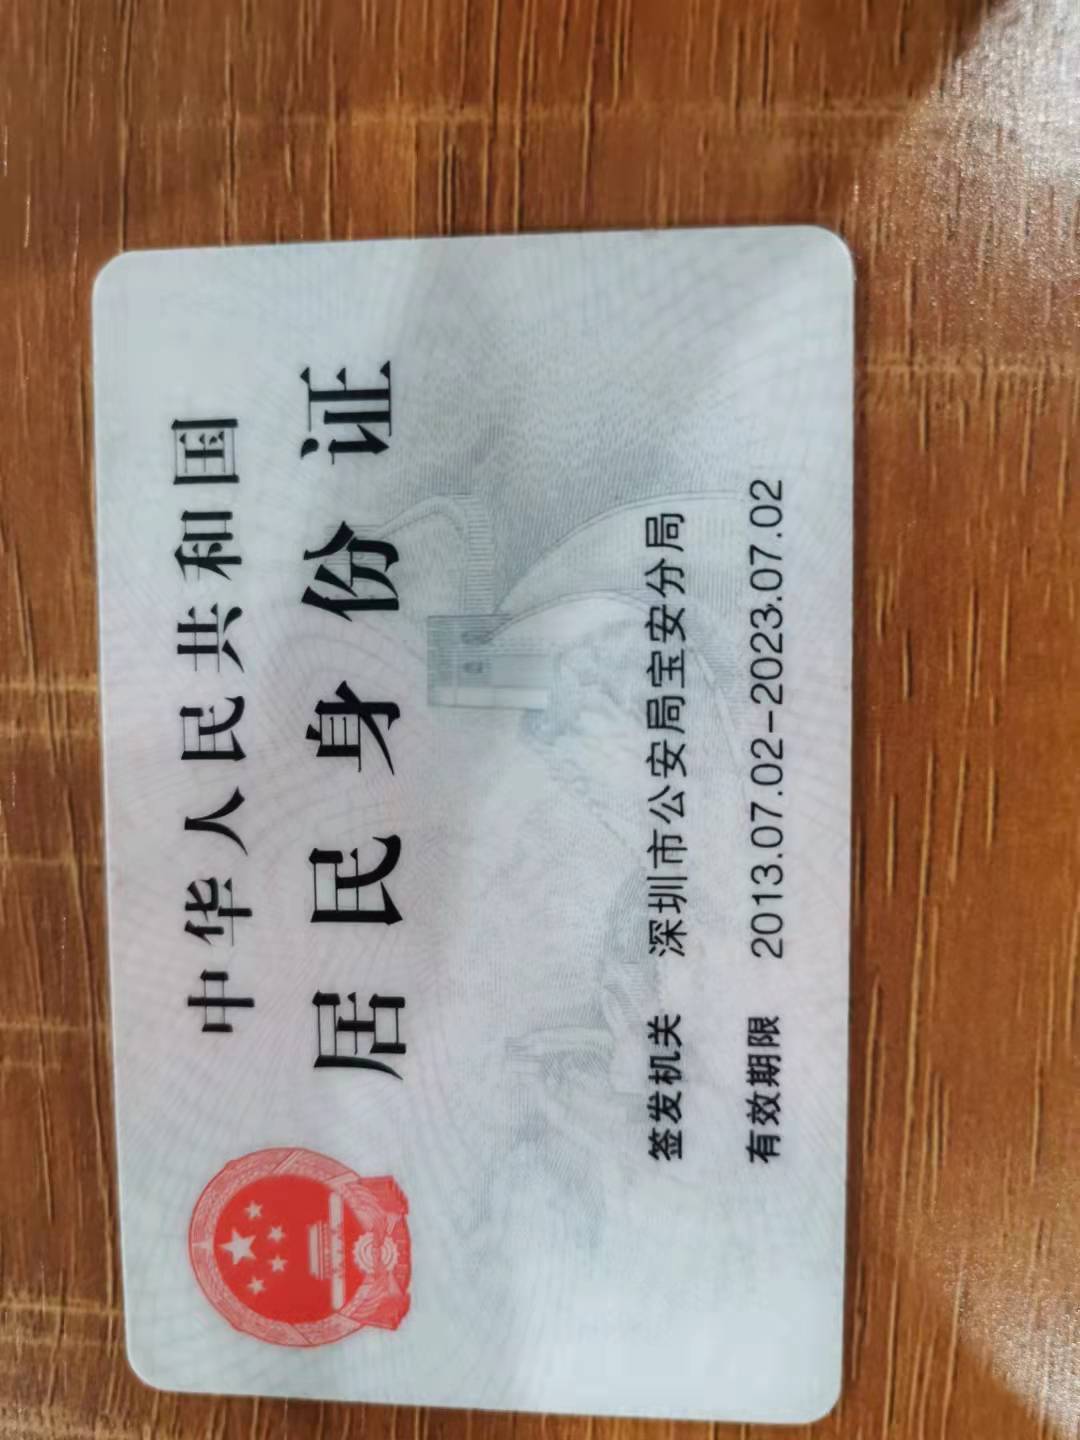 中华人民共和国
居民身份证
签发机关 深圳市公安局宝安分局
有效期限 2013.07.02-2023.07.02